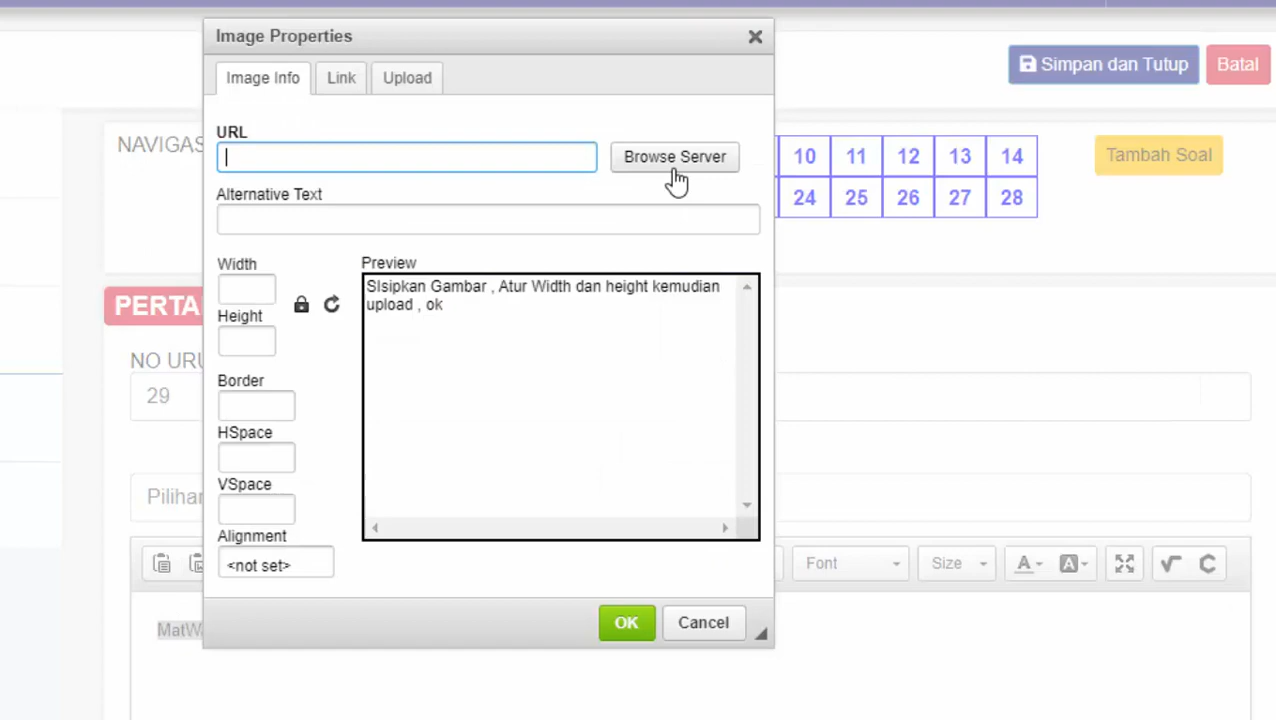 Image Properties
Image Info
Link
Upload
Simpan dan Tutup
Batal
URL
Browse Server
NAVIGAS
10 11 12 13 14
24 25 26 27 28
Tambah Soal
Alternative Text
Width
Height
Preview
SIsipkan Gambar , Atur Width dan height kemudian
upload , ok
PERTA
NO URU
29
Border
HSpace
VSpace
Pilihan
Alignment
<not set>
Font
Size
OK
Cancel
MatWa